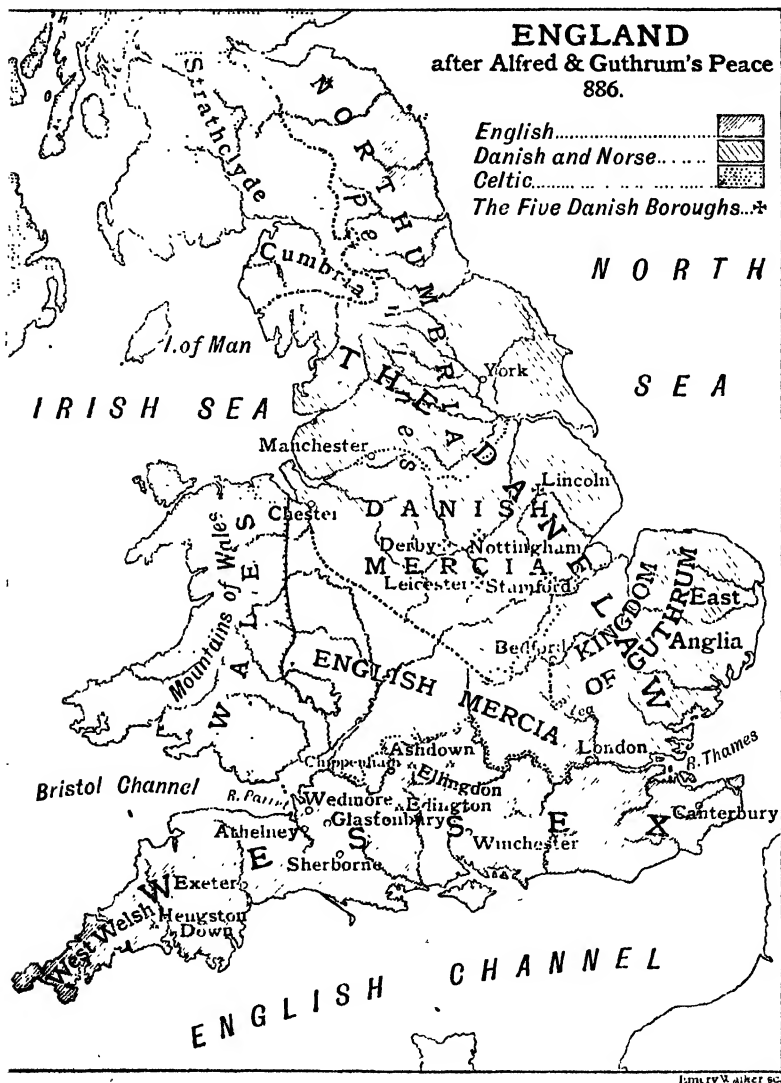 ENGLAND
after Alfred & Guthrum's Peace
886.
English
Danish and Norse
Celtic
The Five Danish Boroughs
Strathclyde
NORTHUMBRIA
Pennines
Cumbria
NORTH
SEA
I. of Man
IRISH SEA
THE DANELAW
York
Manchester
Lincoln
Chester
DANISH
MERCIA
Derby
Nottingham
Leicester
Stamford
Mountains of Wales
WALES
Bedford
KINGDOM
OF GUTHRUM
East
Anglia
ENGLISH MERCIA
Lea
London
R. Thames
Ashdown
Chippenham
Ellingdon
Bristol Channel
R. Parret
Wedmore
Edington
Glastonbury
Athelney
Canterbury
Winchester
Sherborne
WESSEX
Exeter
West Welsh
Hengston
Down
ENGLISH CHANNEL
Emery Walker sc.